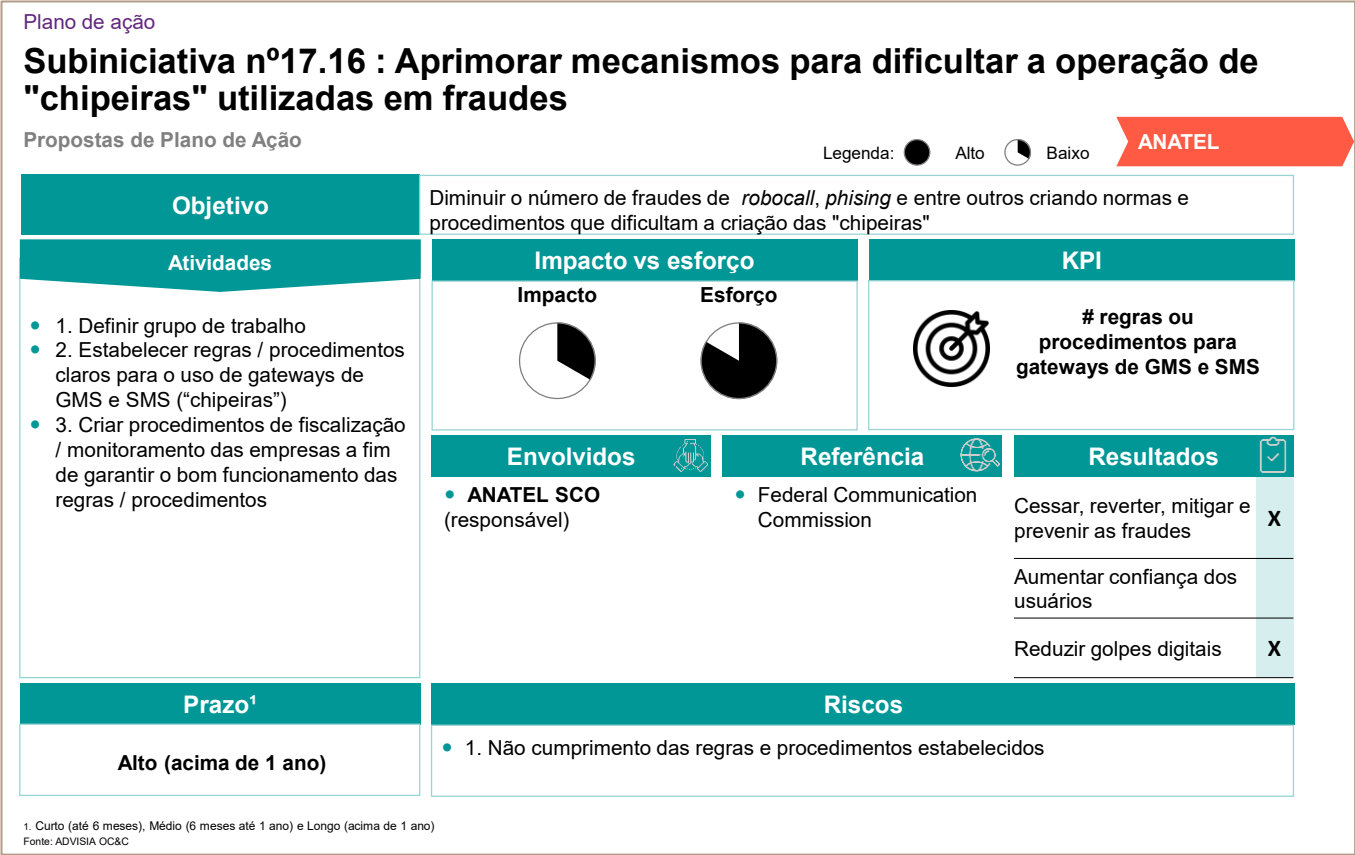 Plano de ação
Subiniciativa nº17.16 : Aprimorar mecanismos para dificultar a operação de
"chipeiras" utilizadas em fraudes
Propostas de Plano de Ação
Legenda: Alto Baixo
ANATEL
Objetivo
Diminuir o número de fraudes de robocall, phising e entre outros criando normas e
procedimentos que dificultam a criação das "chipeiras"
Atividades
• 1. Definir grupo de trabalho
• 2. Estabelecer regras / procedimentos
claros para o uso de gateways de
GMS e SMS (“chipeiras”)
• 3. Criar procedimentos de fiscalização
/ monitoramento das empresas a fim
de garantir o bom funcionamento das
regras / procedimentos
Impacto vs esforço
Impacto
Esforço
KPI
# regras ou
procedimentos para
gateways de GMS e SMS
Envolvidos
• ANATEL SCO
(responsável)
Referência
• Federal Communication
Commission
Resultados
Cessar, reverter, mitigar e
prevenir as fraudes
X
Aumentar confiança dos
usuários
Reduzir golpes digitais
X
Prazo¹
Alto (acima de 1 ano)
Riscos
• 1. Não cumprimento das regras e procedimentos estabelecidos
1. Curto (até 6 meses), Médio (6 meses até 1 ano) e Longo (acima de 1 ano)
Fonte: ADVISIA OC&C